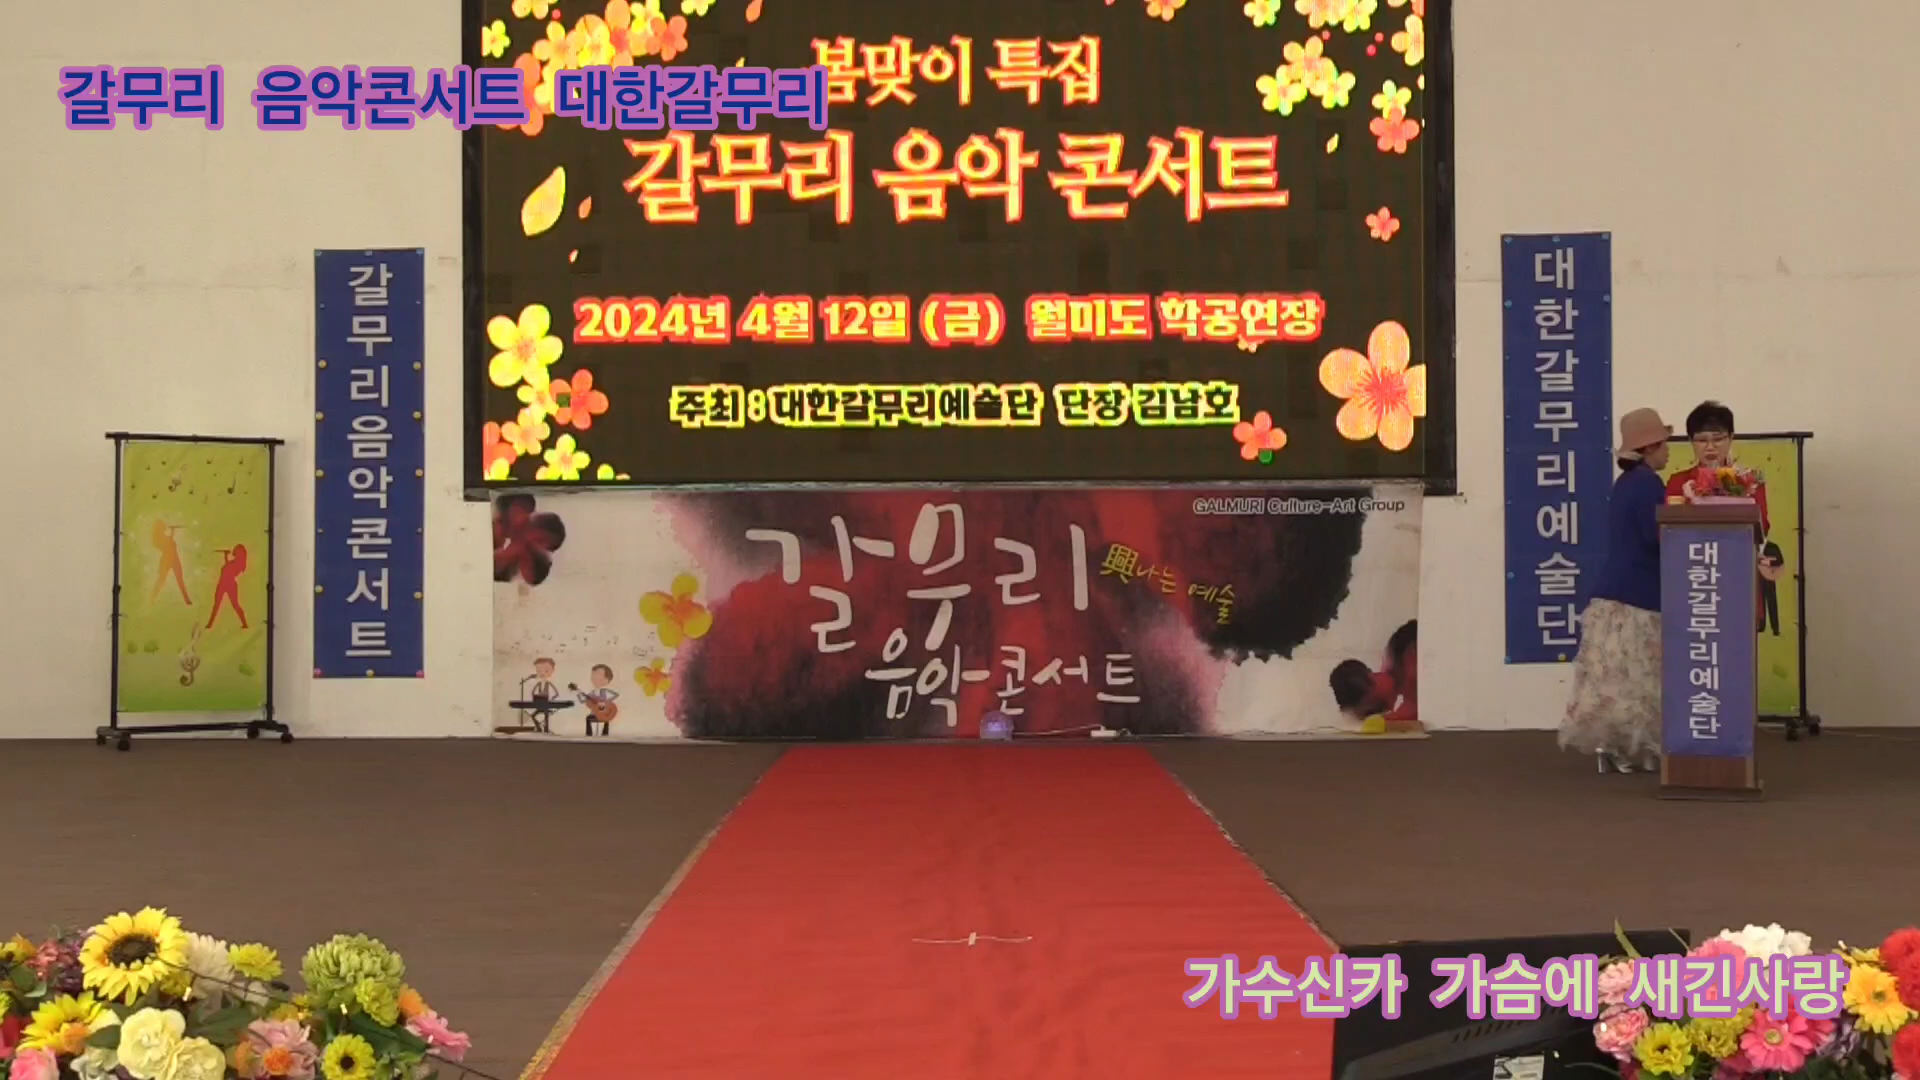 갈무리 음악콘서트 대한갈무리
봄맞이 특집
갈무리 음악 콘서트
2024년 4월 12일 (금) 월미도 학공연장
주최 : 대한갈무리예술단 단장 김남호
갈무리음악콘서트
대한갈무리예술단
GALMURI Culture-Art Group
갈무리
興나는 예술
음악콘서트
대한갈무리예술단
가수신카 가슴에 새긴사랑